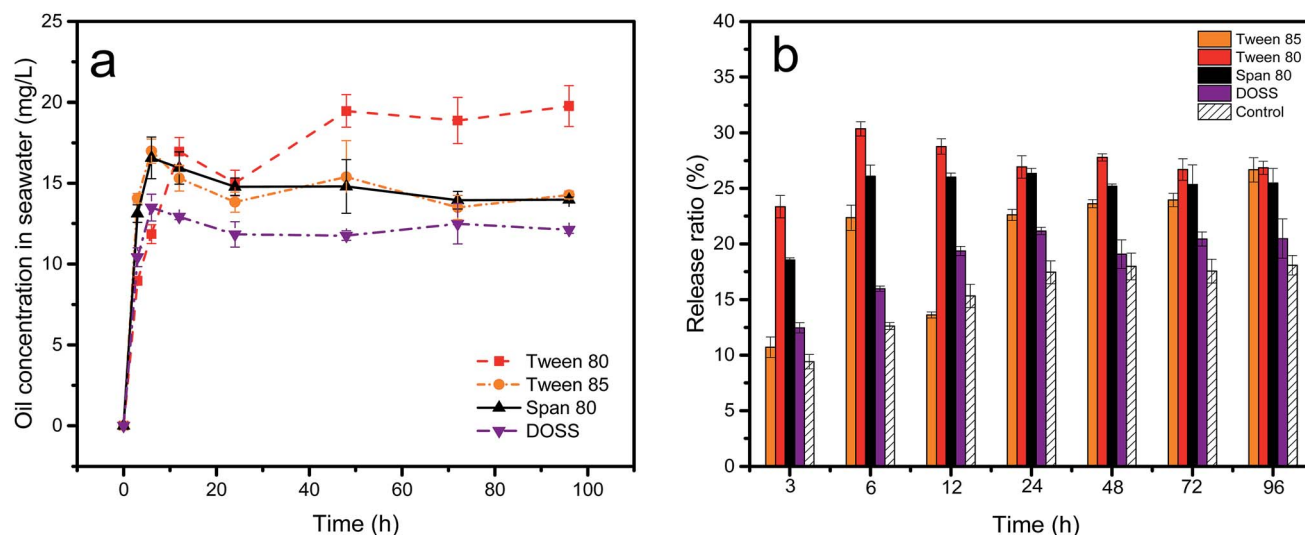 a
Oil concentration in seawater (mg/L)
25
20
15
10
5
0
0 20 40 60 80 100
Time (h)
Tween 80
Tween 85
Span 80
DOSS
b
Release ratio (%)
40
35
30
25
20
15
10
5
0
3 6 12 24 48 72 96
Time (h)
Tween 85
Tween 80
Span 80
DOSS
Control